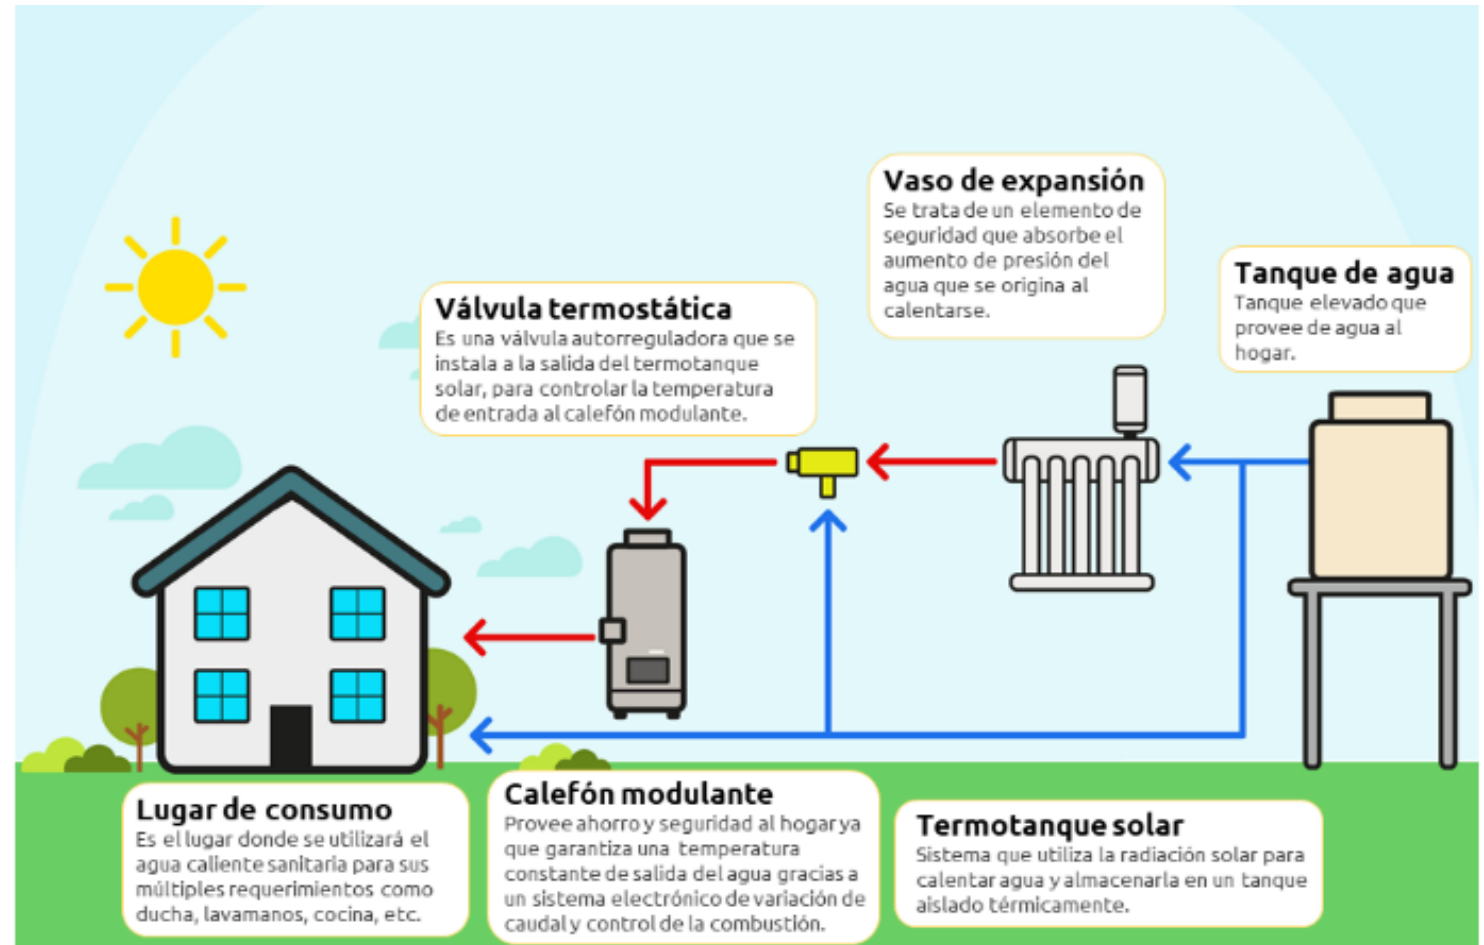 Vaso de expansión
Se trata de un elemento de
seguridad que absorbe el
aumento de presión del
agua que se origina al
calentarse.
Tanque de agua
Tanque elevado que
provee de agua al
hogar.
Válvula termostática
Es una válvula autorreguladora que se
instala a la salida del termotanque
solar, para controlar la temperatura
de entrada al calefón modulante.
Lugar de consumo
Es el lugar donde se utilizará el
agua caliente sanitaria para sus
múltiples requerimientos como
ducha, lavamanos, cocina, etc.
Calefón modulante
Provee ahorro y seguridad al hogar ya
que garantiza una temperatura
constante de salida del agua gracias a
un sistema electrónico de variación de
caudal y control de la combustión.
Termotanque solar
Sistema que utiliza la radiación solar para
calentar agua y almacenarla en un tanque
aislado térmicamente.